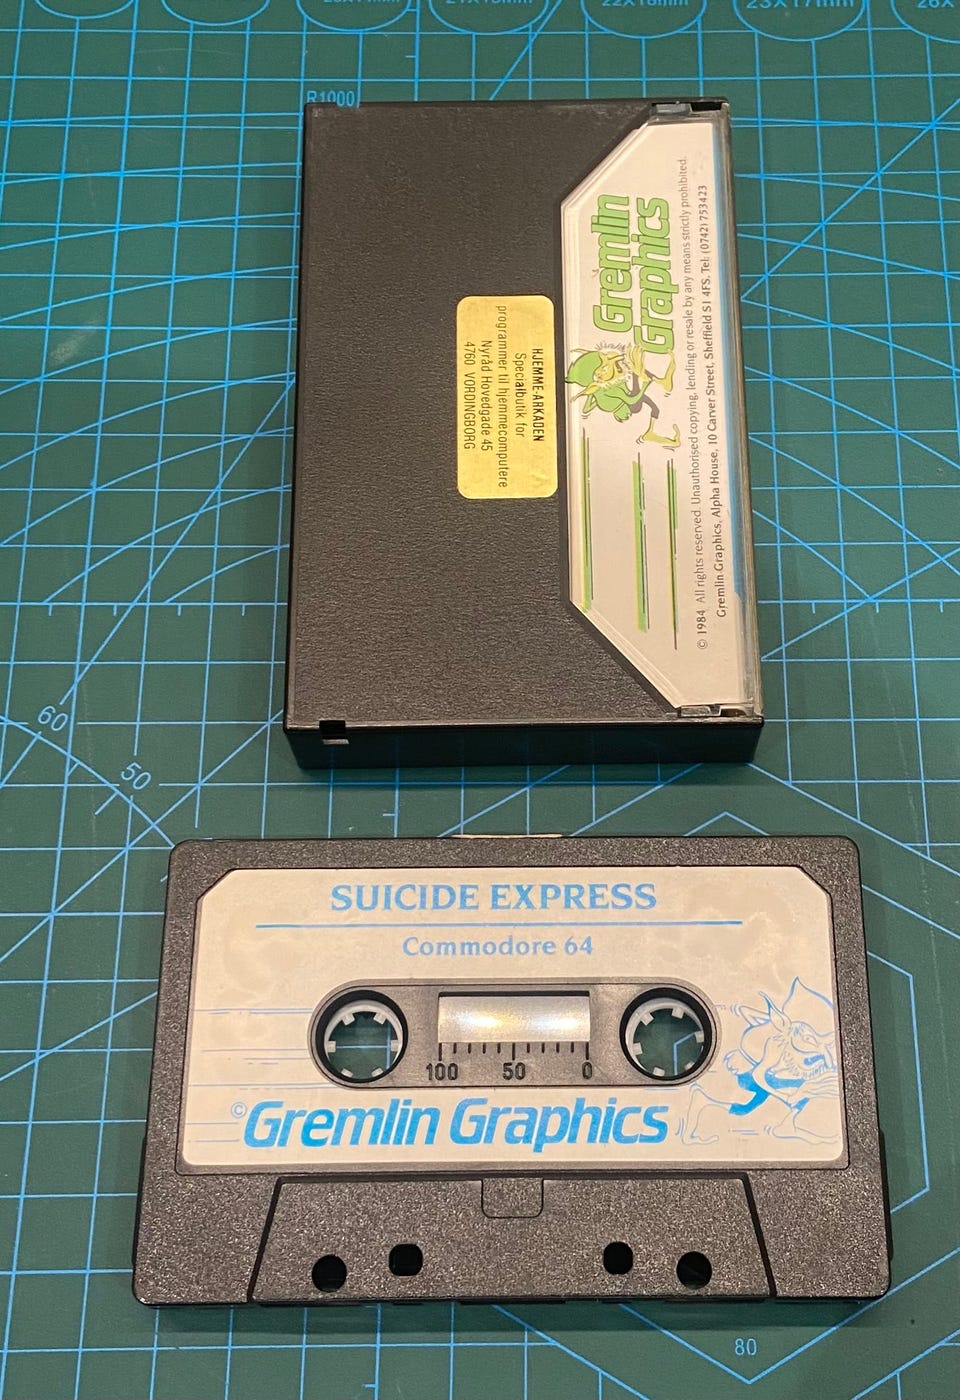 23X17mm
R1000
Gremlin
Graphics
© 1984. All rights reserved. Unauthorised copying, lending or resale by any means strictly prohibited.
Gremlin Graphics, Alpha House, 10 Carver Street, Sheffield S1 4FS. Tel: (0742) 753423
HJEMMEARKADEN
Specialbutik for
programmer til hjemmecomputere
Nyråd Hovedgade 45
4760 VORDINGBORG
60
50
SUICIDE EXPRESS
Commodore 64
100 50 0
© Gremlin Graphics
80